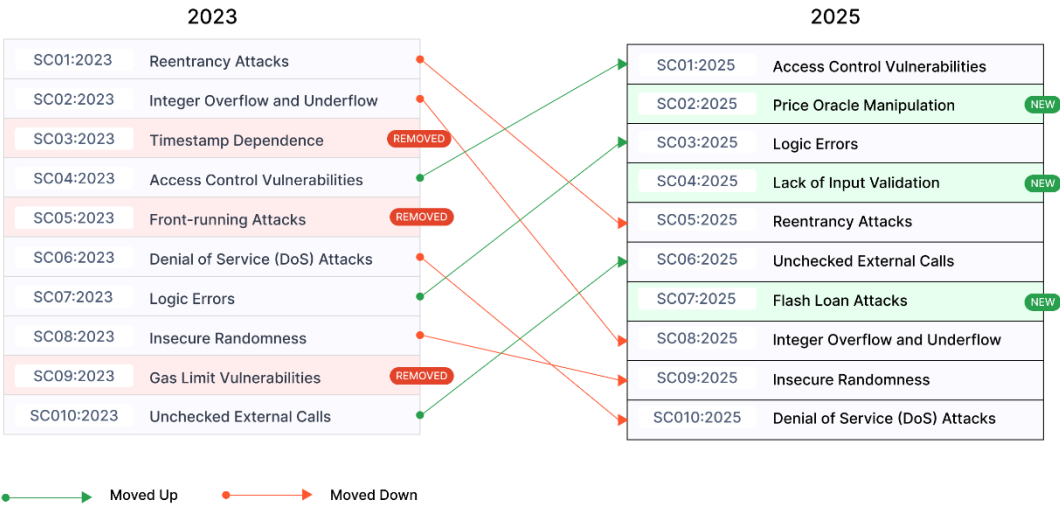 2023
SC01:2023 Reentrancy Attacks
SC02:2023 Integer Overflow and Underflow
SC03:2023 Timestamp Dependence REMOVED
SC04:2023 Access Control Vulnerabilities
SC05:2023 Front-running Attacks REMOVED
SC06:2023 Denial of Service (DoS) Attacks
SC07:2023 Logic Errors
SC08:2023 Insecure Randomness
SC09:2023 Gas Limit Vulnerabilities REMOVED
SC010:2023 Unchecked External Calls
2025
SC01:2025 Access Control Vulnerabilities
SC02:2025 Price Oracle Manipulation NEW
SC03:2025 Logic Errors
SC04:2025 Lack of Input Validation NEW
SC05:2025 Reentrancy Attacks
SC06:2025 Unchecked External Calls
SC07:2025 Flash Loan Attacks NEW
SC08:2025 Integer Overflow and Underflow
SC09:2025 Insecure Randomness
SC010:2025 Denial of Service (DoS) Attacks
Moved Up
Moved Down